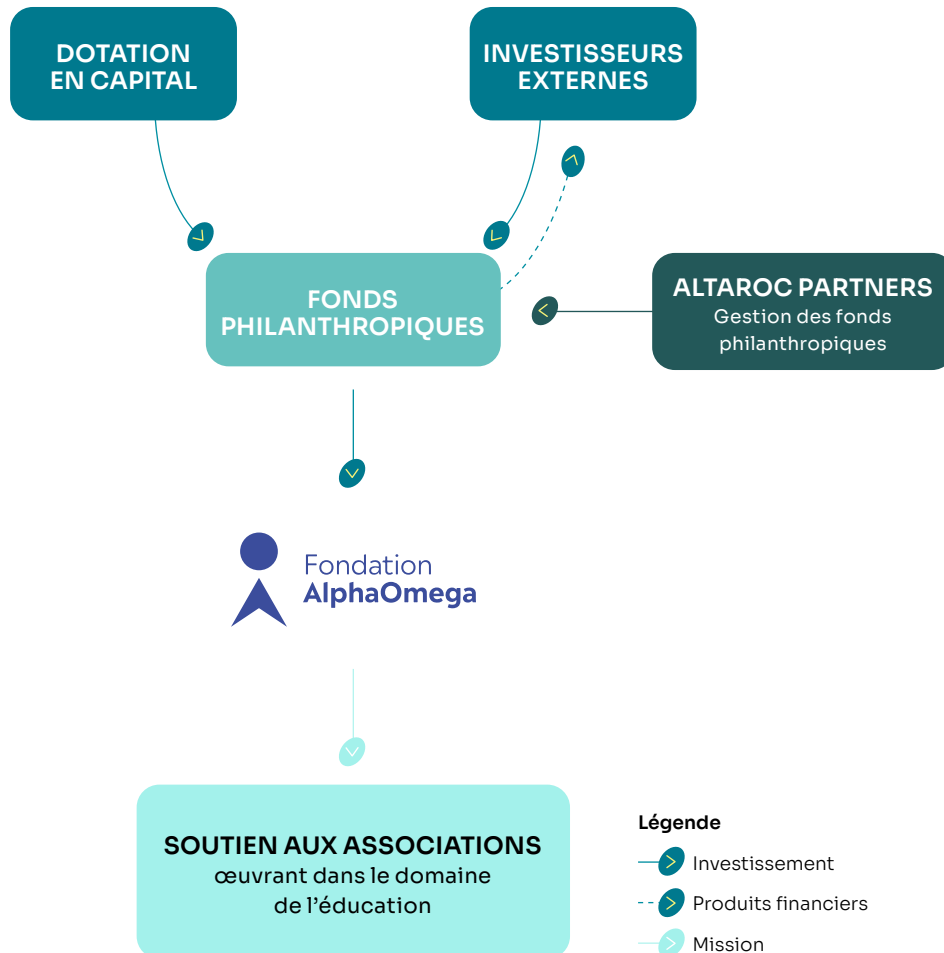 DOTATION
EN CAPITAL
INVESTISSEURS
EXTERNES
FONDS
PHILANTHROPIQUES
ALTAROC PARTNERS
Gestion des fonds
philanthropiques
Fondation
AlphaOmega
SOUTIEN AUX ASSOCIATIONS
œuvrant dans le domaine
de l’éducation
Légende
Investissement
Produits financiers
Mission